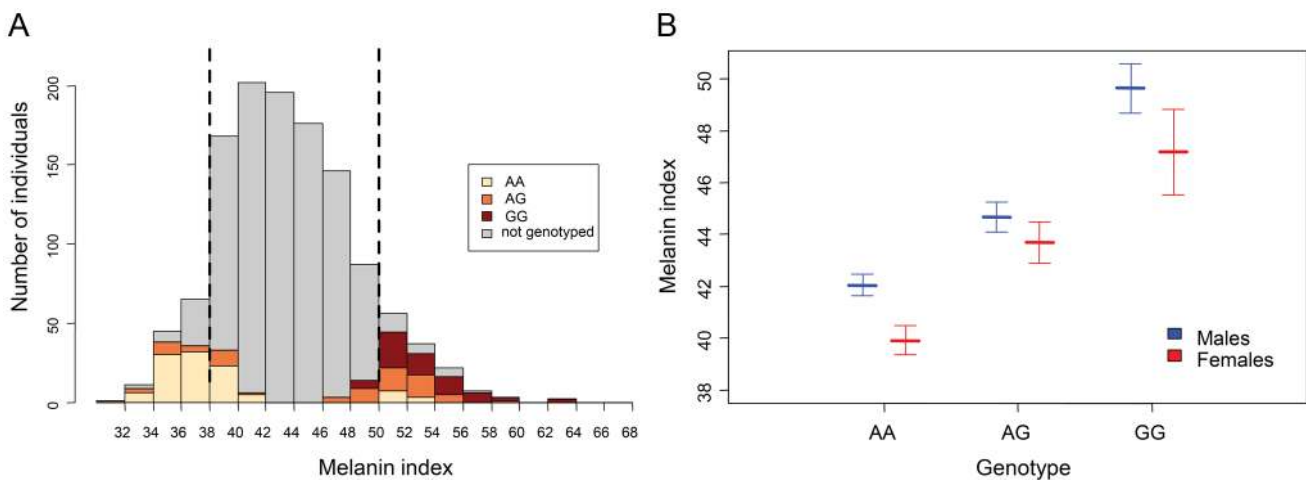 A
Number of individuals
200
150
100
50
0
AA
AG
GG
not genotyped
32 34 36 38 40 42 44 46 48 50 52 54 56 58 60 62 64 66 68
Melanin index
B
Melanin index
50
48
46
44
42
40
38
Males
Females
AA AG GG
Genotype